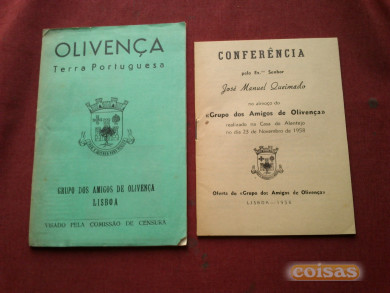 OLIVENÇA
Terra Portuguesa
GRUPO DOS AMIGOS DE OLIVENÇA
LISBOA
VISADO PELA COMISSÃO DE CENSURA
CONFERÊNCIA
pelo Ex.mo Senhor
José Manuel Queimado
no almoço do
«Grupo dos Amigos de Olivença»
realizado na Casa do Alentejo
no dia 23 de Novembro de 1958
Oferta do «Grupo dos Amigos de Olivença»
LISBOA — 1958
coisas